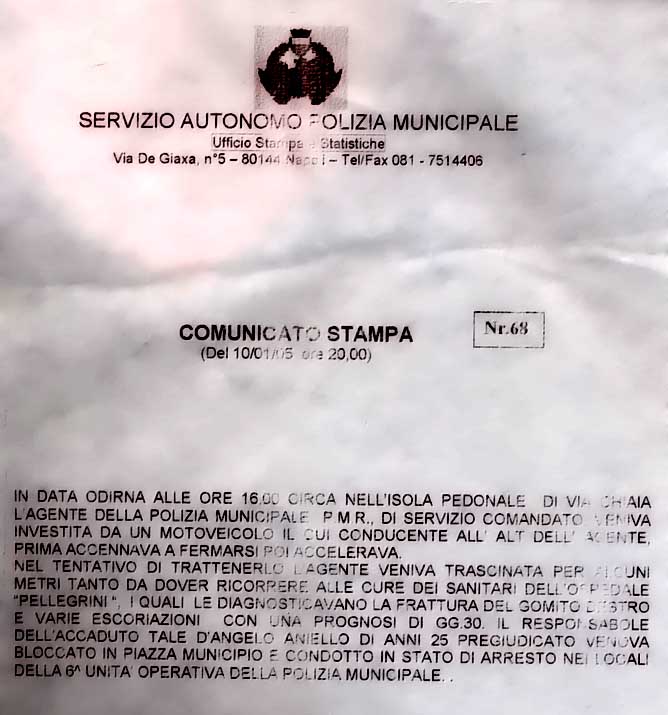 SERVIZIO AUTONOMO POLIZIA MUNICIPALE
Ufficio Stampa e Statistiche
Via De Giaxa, n°5 – 80144 Napoli – Tel/Fax 081 - 7514406
COMUNICATO STAMPA
Nr.68
(Del 10/01/05 ore 20,00)
IN DATA ODIRNA ALLE ORE 16,00 CIRCA NELL'ISOLA PEDONALE DI VIA CHIAIA
L'AGENTE DELLA POLIZIA MUNICIPALE P.M.R., DI SERVIZIO COMANDATO VENIVA
INVESTITA DA UN MOTOVEICOLO IL CUI CONDUCENTE ALL' ALT DELL' AGENTE,
PRIMA ACCENNAVA A FERMARSI POI ACCELERAVA.
NEL TENTATIVO DI TRATTENERLO L'AGENTE VENIVA TRASCINATA PER ALCUNI
METRI TANTO DA DOVER RICORRERE ALLE CURE DEI SANITARI DELL'OSPEDALE
"PELLEGRINI", I QUALI LE DIAGNOSTICAVANO LA FRATTURA DEL GOMITO DESTRO
E VARIE ESCORIAZIONI CON UNA PROGNOSI DI GG.30. IL RESPONSABOLE
DELL'ACCADUTO TALE D'ANGELO ANIELLO DI ANNI 25 PREGIUDICATO VENOVA
BLOCCATO IN PIAZZA MUNICIPIO E CONDOTTO IN STATO DI ARRESTO NEI LOCALI
DELLA 6^ UNITA' OPERATIVA DELLA POLIZIA MUNICIPALE. .